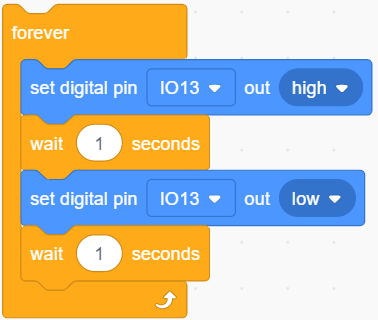 forever
set digital pin IO13 out high
wait 1 seconds
set digital pin IO13 out low
wait 1 seconds